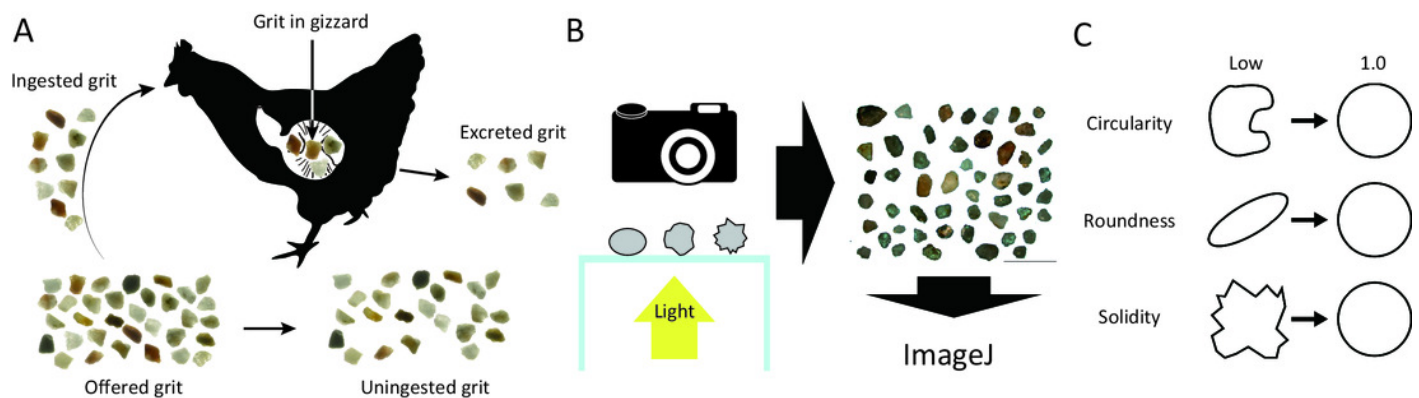 A
Grit in gizzard
Ingested grit
Excreted grit
Offered grit
Uningested grit
B
Light
ImageJ
C
Low
1.0
Circularity
Roundness
Solidity